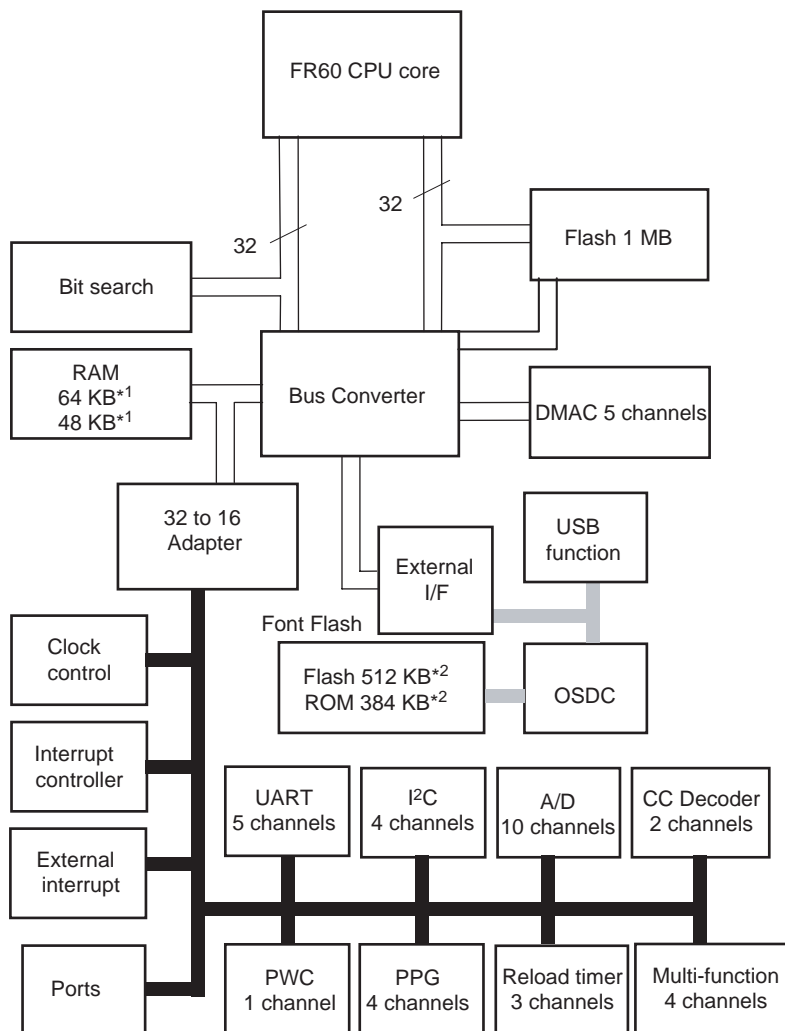 FR60 CPU core
32
32
Flash 1 MB
Bit search
RAM
64 KB*1
48 KB*1
Bus Converter
DMAC 5 channels
32 to 16
Adapter
USB
function
External
I/F
Font Flash
Clock
control
Flash 512 KB*2
ROM 384 KB*2
OSDC
Interrupt
controller
UART
5 channels
I2C
4 channels
A/D
10 channels
CC Decoder
2 channels
External
interrupt
Ports
PWC
1 channel
PPG
4 channels
Reload timer
3 channels
Multi-function
4 channels